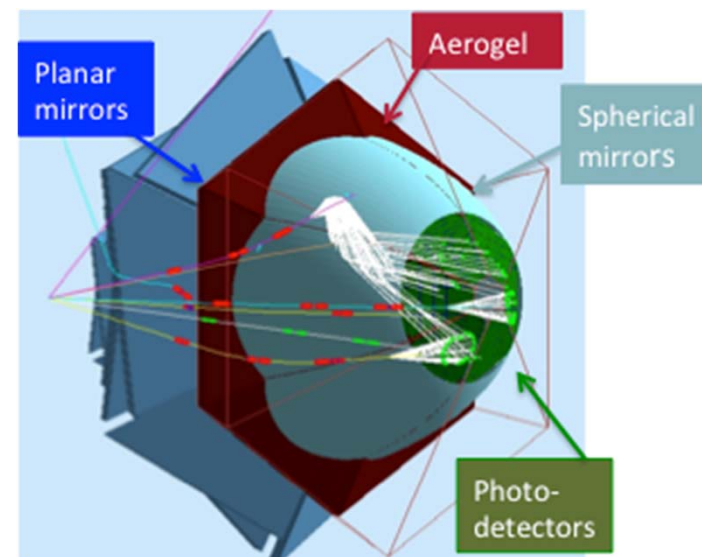 Aerogel
Planar
mirrors
Spherical
mirrors
Photo-
detectors